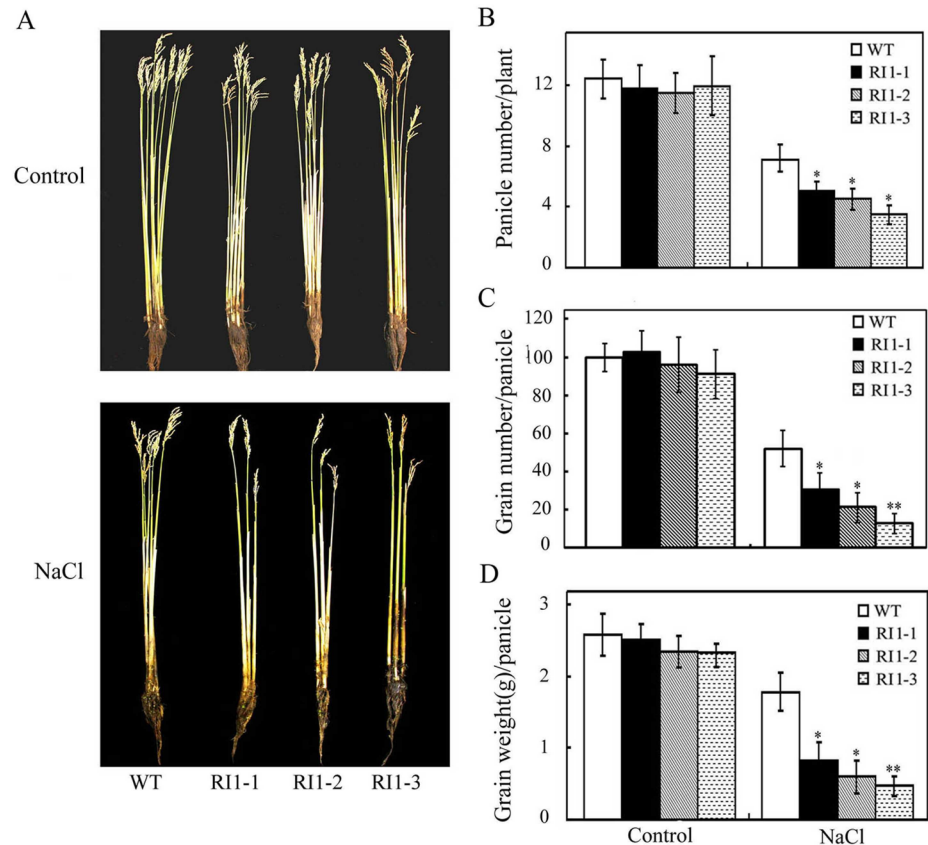 A
Control
NaCl
WT RI1-1 RI1-2 RI1-3
B
Panicle number/plant
12
8
4
0
WT
RI1-1
RI1-2
RI1-3
* * *
C
Grain number/panicle
120
100
80
60
40
20
0
WT
RI1-1
RI1-2
RI1-3
* * **
D
Grain weight(g)/panicle
3
2
1
0
WT
RI1-1
RI1-2
RI1-3
* * **
Control NaCl